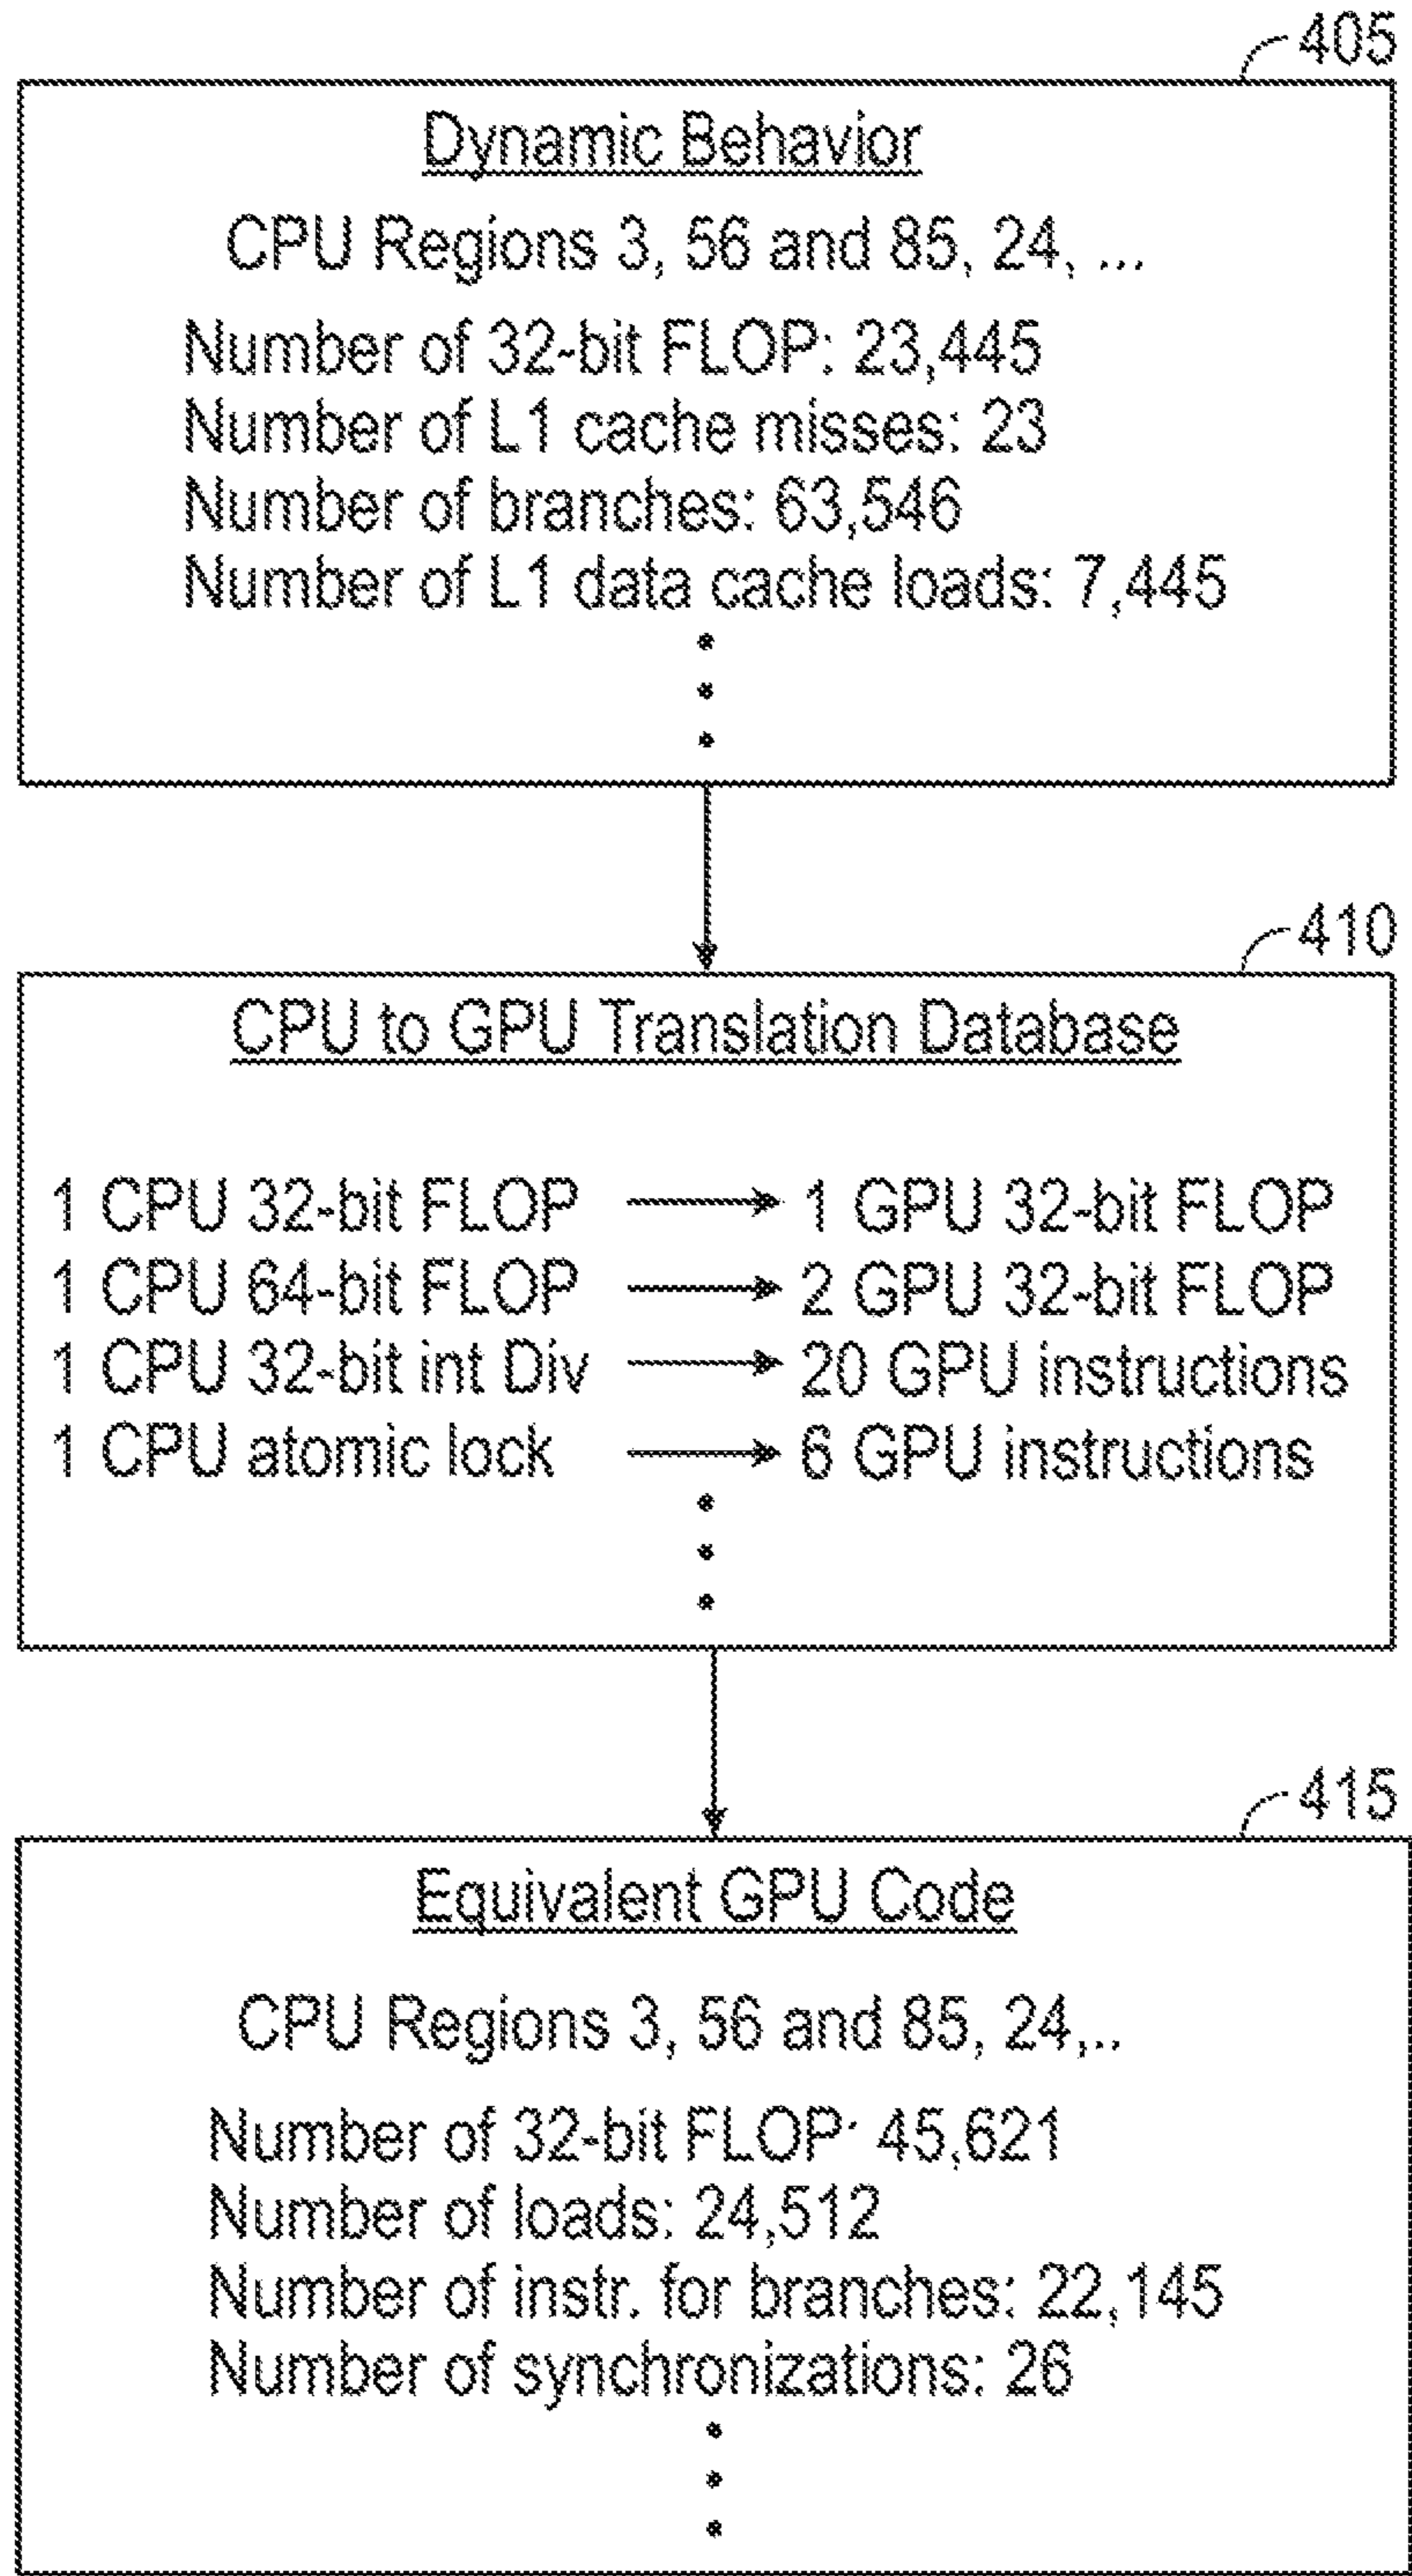 405
Dynamic Behavior
CPU Regions 3, 56 and 85, 24, ...
Number of 32-bit FLOP: 23,445
Number of L1 cache misses: 23
Number of branches: 63,546
Number of L1 data cache loads: 7,445
410
CPU to GPU Translation Database
1 CPU 32-bit FLOP → 1 GPU 32-bit FLOP
1 CPU 64-bit FLOP → 2 GPU 32-bit FLOP
1 CPU 32-bit int Div → 20 GPU instructions
1 CPU atomic lock → 6 GPU instructions
415
Equivalent GPU Code
CPU Regions 3, 56 and 85, 24,..
Number of 32-bit FLOP: 45,621
Number of loads: 24,512
Number of instr. for branches: 22,145
Number of synchronizations: 26